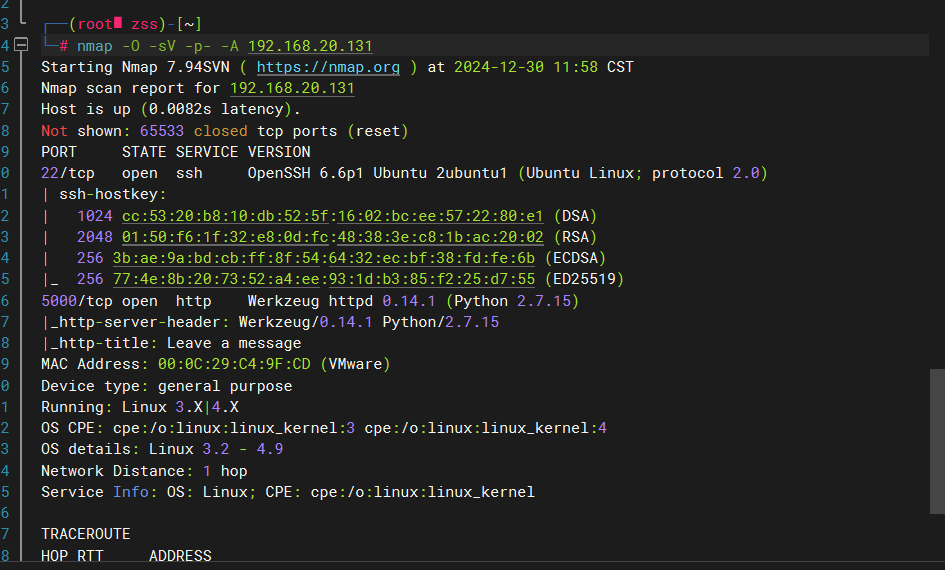 2
3 ┌──(root▉ zss)-[~]
4 └─# nmap -O -sV -p- -A 192.168.20.131
5 Starting Nmap 7.94SVN ( https://nmap.org ) at 2024-12-30 11:58 CST
6 Nmap scan report for 192.168.20.131
7 Host is up (0.0082s latency).
8 Not shown: 65533 closed tcp ports (reset)
9 PORT     STATE SERVICE VERSION
0 22/tcp   open  ssh     OpenSSH 6.6p1 Ubuntu 2ubuntu1 (Ubuntu Linux; protocol 2.0)
1 | ssh-hostkey:
2 |   1024 cc:53:20:b8:10:db:52:5f:16:02:bc:ee:57:22:80:e1 (DSA)
3 |   2048 01:50:f6:1f:32:e8:0d:fc:48:38:3e:c8:1b:ac:20:02 (RSA)
4 |   256 3b:ae:9a:bd:cb:ff:8f:54:64:32:ec:bf:38:fd:fe:6b (ECDSA)
5 |_  256 77:4e:8b:20:73:52:a4:ee:93:1d:b3:85:f2:25:d7:55 (ED25519)
6 5000/tcp open  http    Werkzeug httpd 0.14.1 (Python 2.7.15)
7 |_http-server-header: Werkzeug/0.14.1 Python/2.7.15
8 |_http-title: Leave a message
9 MAC Address: 00:0C:29:C4:9F:CD (VMware)
0 Device type: general purpose
1 Running: Linux 3.X|4.X
2 OS CPE: cpe:/o:linux:linux_kernel:3 cpe:/o:linux:linux_kernel:4
3 OS details: Linux 3.2 - 4.9
4 Network Distance: 1 hop
5 Service Info: OS: Linux; CPE: cpe:/o:linux:linux_kernel
6
7 TRACEROUTE
8 HOP RTT     ADDRESS